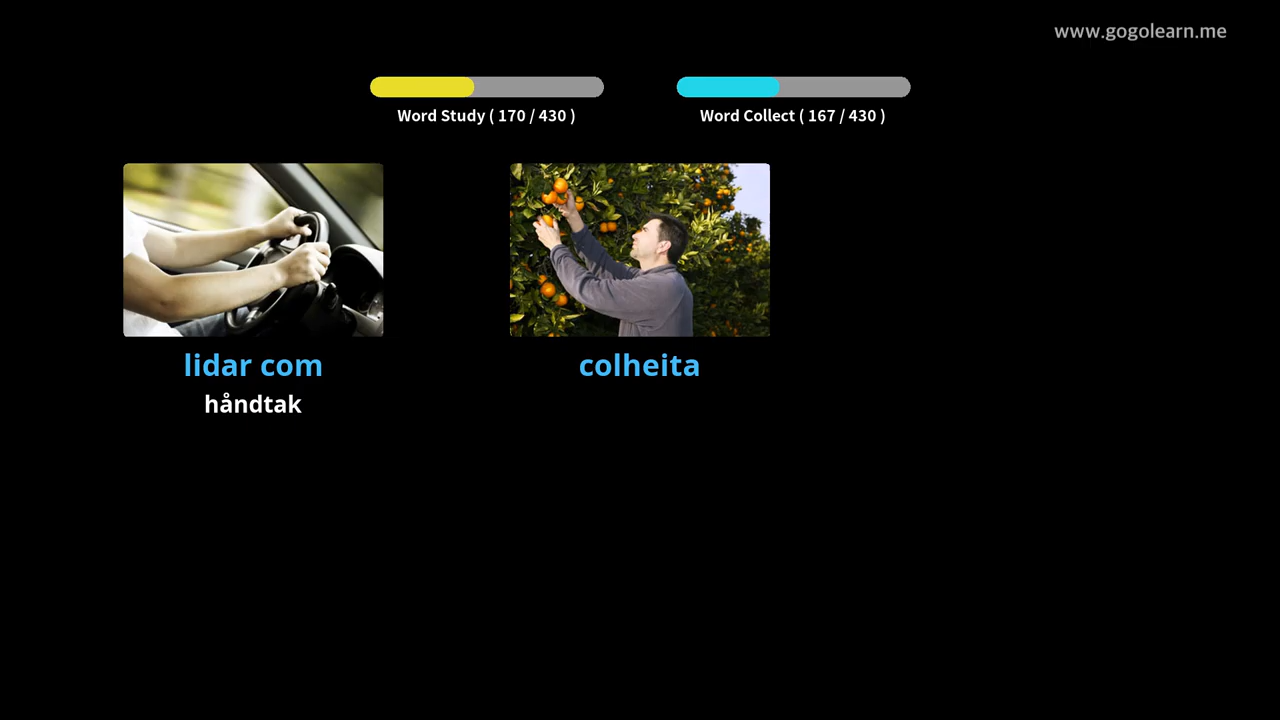 www.gogolearn.me
Word Study ( 170 / 430 )
Word Collect ( 167 / 430 )
lidar com
håndtak
colheita